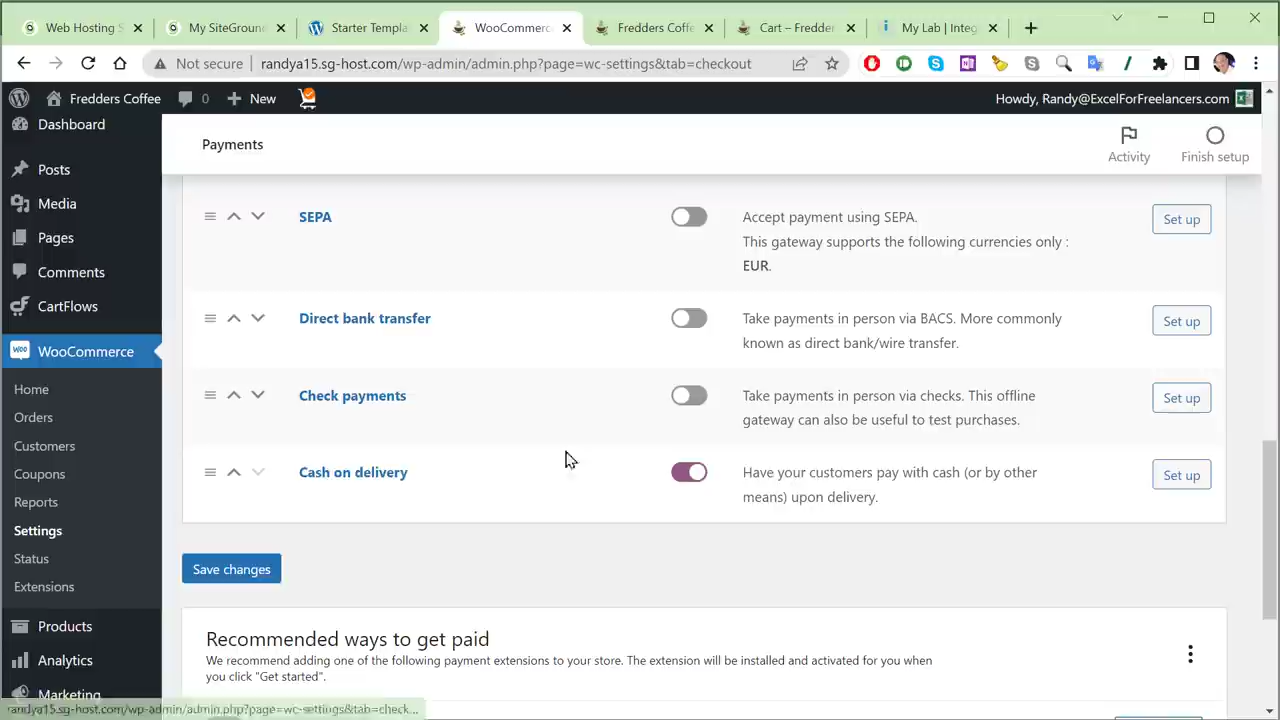 Web Hosting S
My SiteGround
Starter Templa
WooCommerce
Fredders Coffe
Cart – Fredder
My Lab | Integ
Not secure
randya15.sg-host.com/wp-admin/admin.php?page=wc-settings&tab=checkout
Fredders Coffee
0
New
Howdy, Randy@ExcelForFreelancers.com
Dashboard
Posts
Media
Pages
Comments
CartFlows
WooCommerce
Home
Orders
Customers
Coupons
Reports
Settings
Status
Extensions
Products
Analytics
Marketing
Payments
Activity
Finish setup
SEPA
Accept payment using SEPA.
This gateway supports the following currencies only :
EUR.
Set up
Direct bank transfer
Take payments in person via BACS. More commonly
known as direct bank/wire transfer.
Set up
Check payments
Take payments in person via checks. This offline
gateway can also be useful to test purchases.
Set up
Cash on delivery
Have your customers pay with cash (or by other
means) upon delivery.
Set up
Save changes
Recommended ways to get paid
We recommend adding one of the following payment extensions to your store. The extension will be installed and activated for you when
you click "Get started".
randya15.sg-host.com/wp-admin/admin.php?page=wc-settings&tab=check...